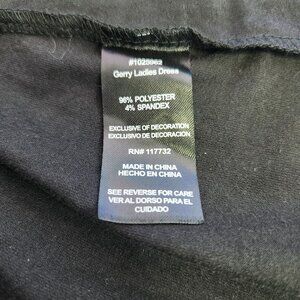 #1025962
Gerry Ladies Dress
96% POLYESTER
4% SPANDEX
EXCLUSIVE OF DECORATION
EXCLUSIVO DE DECORACION
RN# 117732
MADE IN CHINA
HECHO EN CHINA
SEE REVERSE FOR CARE
VER AL DORSO PARA EL
CUIDADO